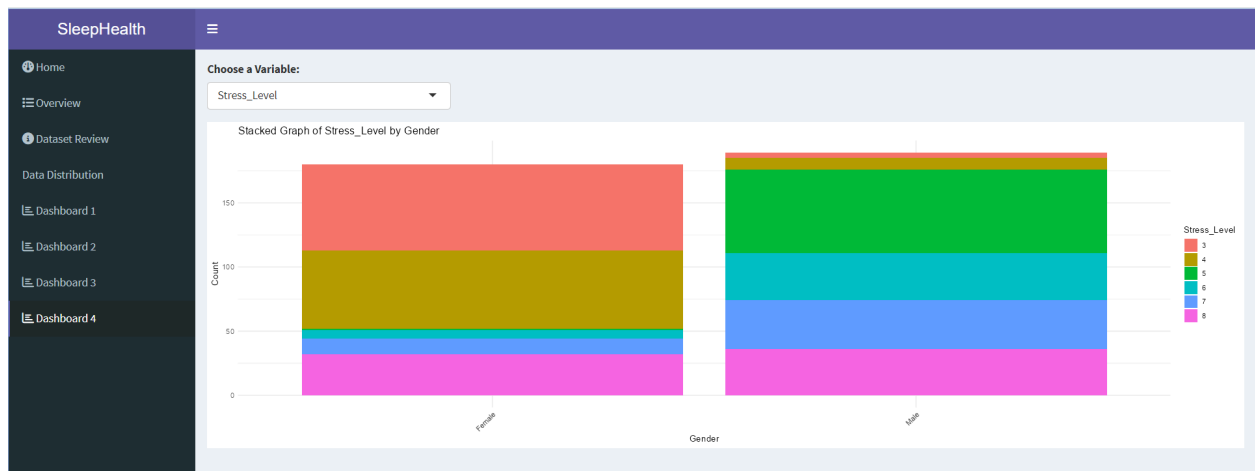 SleepHealth
Home
Overview
Dataset Review
Data Distribution
Dashboard 1
Dashboard 2
Dashboard 3
Dashboard 4
Choose a Variable:
Stress_Level
Stacked Graph of Stress_Level by Gender
150
100
50
0
Count
Female
Male
Gender
Stress_Level
3
4
5
6
7
8